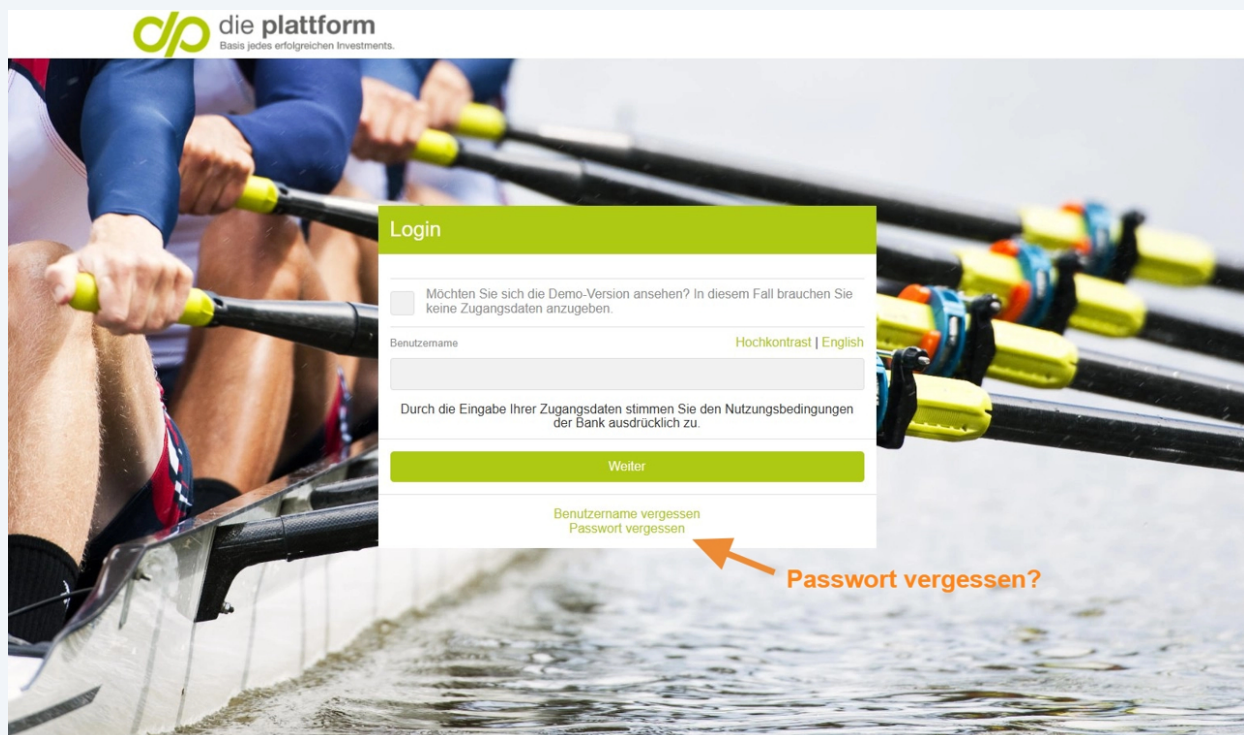 die plattform
Basis jedes erfolgreichen Investments.
Login
Möchten Sie sich die Demo-Version ansehen? In diesem Fall brauchen Sie
keine Zugangsdaten anzugeben.
Benutzername
Hochkontrast | English
Durch die Eingabe Ihrer Zugangsdaten stimmen Sie den Nutzungsbedingungen
der Bank ausdrücklich zu.
Weiter
Benutzername vergessen
Passwort vergessen
Passwort vergessen?